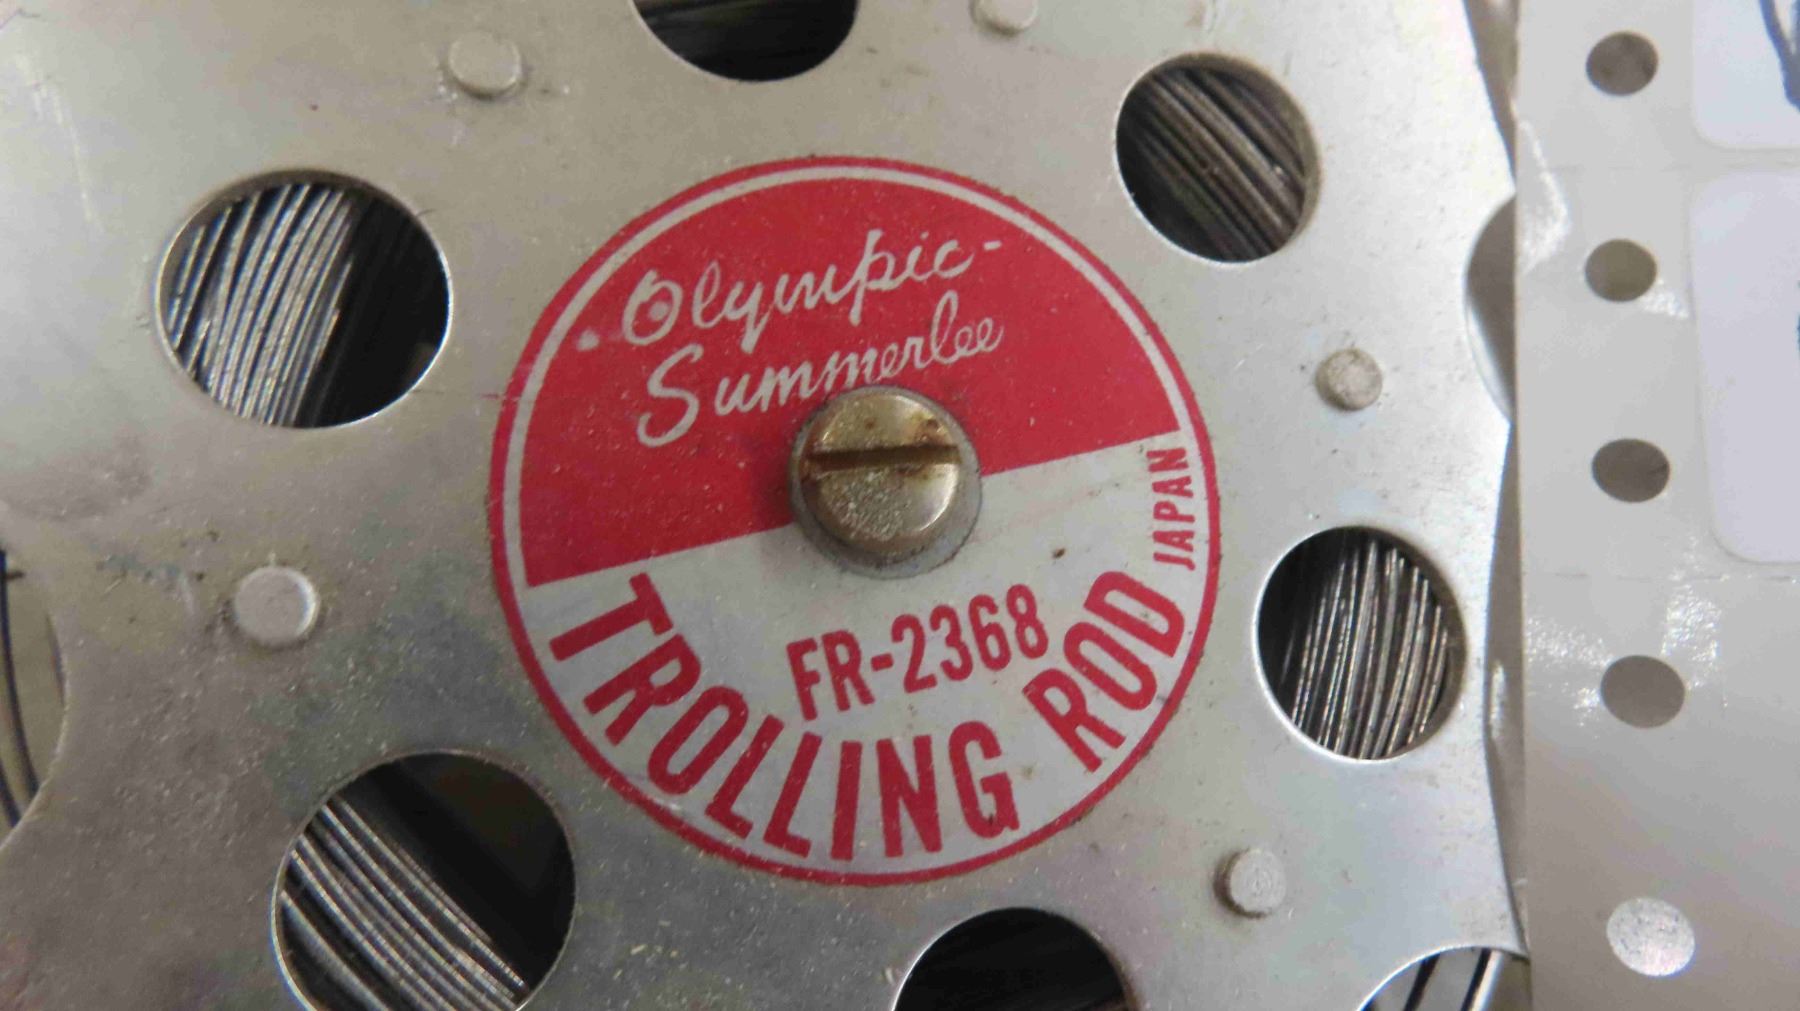 Olympic-
Summerlee
JAPAN
FR-2368
TROLLING ROD